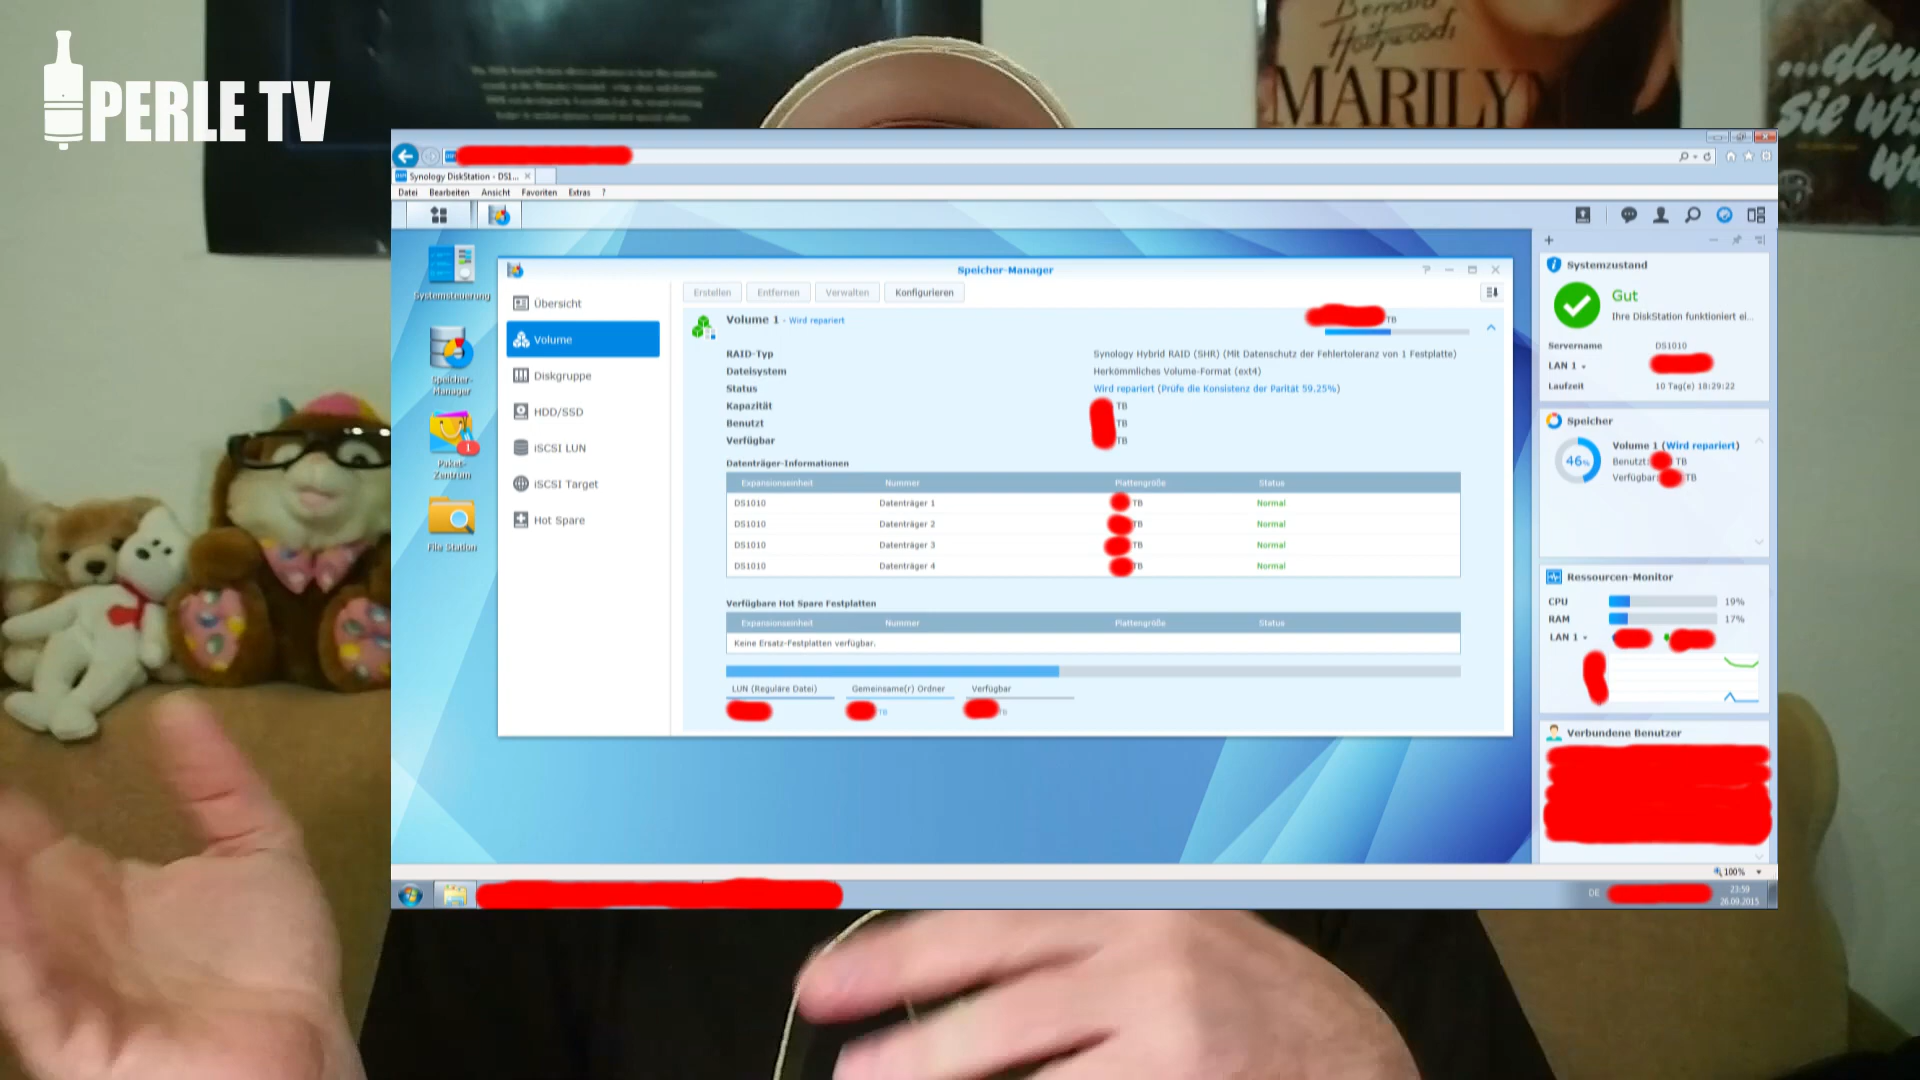 PERLE TV
Bernard of
Hollywood's
MARILY
...denn
sie wis
Synology DiskStation - DS1...
Datei Bearbeiten Ansicht Favoriten Extras ?
Systemsteuerung
Speicher-
Manager
Paket-
Zentrum
File Station
Speicher-Manager
Übersicht
Volume
Diskgruppe
HDD/SSD
iSCSI LUN
iSCSI Target
Hot Spare
Erstellen Entfernen Verwalten Konfigurieren
Volume 1 - Wird repariert TB
RAID-Typ Synology Hybrid RAID (SHR) (Mit Datenschutz der Fehlertoleranz von 1 Festplatte)
Dateisystem Herkömmliches Volume-Format (ext4)
Status Wird repariert (Prüfe die Konsistenz der Parität 59.25%)
Kapazität TB
Benutzt TB
Verfügbar TB
Datenträger-Informationen
Expansionseinheit Nummer Plattengröße Status
DS1010 Datenträger 1 TB Normal
DS1010 Datenträger 2 TB Normal
DS1010 Datenträger 3 TB Normal
DS1010 Datenträger 4 TB Normal
Verfügbare Hot Spare Festplatten
Expansionseinheit Nummer Plattengröße Status
Keine Ersatz-Festplatten verfügbar.
LUN (Reguläre Datei) Gemeinsame(r) Ordner Verfügbar
TB TB
Systemzustand
Gut
Ihre DiskStation funktioniert ei...
Servername DS1010
LAN 1
Laufzeit 10 Tag(e) 18:29:22
Speicher
46%
Volume 1 (Wird repariert)
Benutzt: TB
Verfügbar: TB
Ressourcen-Monitor
CPU 19%
RAM 17%
LAN 1
Verbundene Benutzer
100%
DE 23:59
26.09.2015